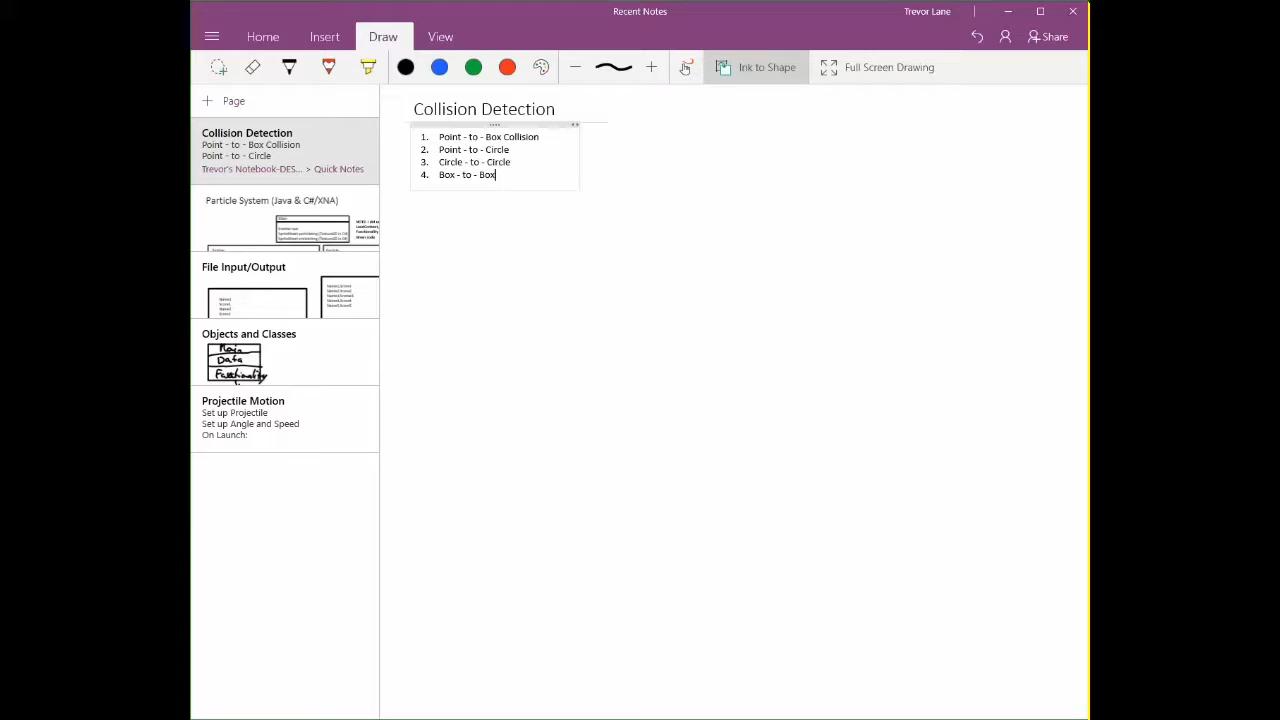 Recent Notes
Trevor Lane
Home
Insert
Draw
View
Share
Ink to Shape
Full Screen Drawing
Page
Collision Detection
Point - to - Box Collision
Point - to - Circle
Trevor's Notebook-DES... > Quick Notes
Particle System (Java & C#/XNA)
File Input/Output
Objects and Classes
Main
Data
Functionality
Projectile Motion
Set up Projectile
Set up Angle and Speed
On Launch:
Collision Detection
1. Point - to - Box Collision
2. Point - to - Circle
3. Circle - to - Circle
4. Box - to - Box